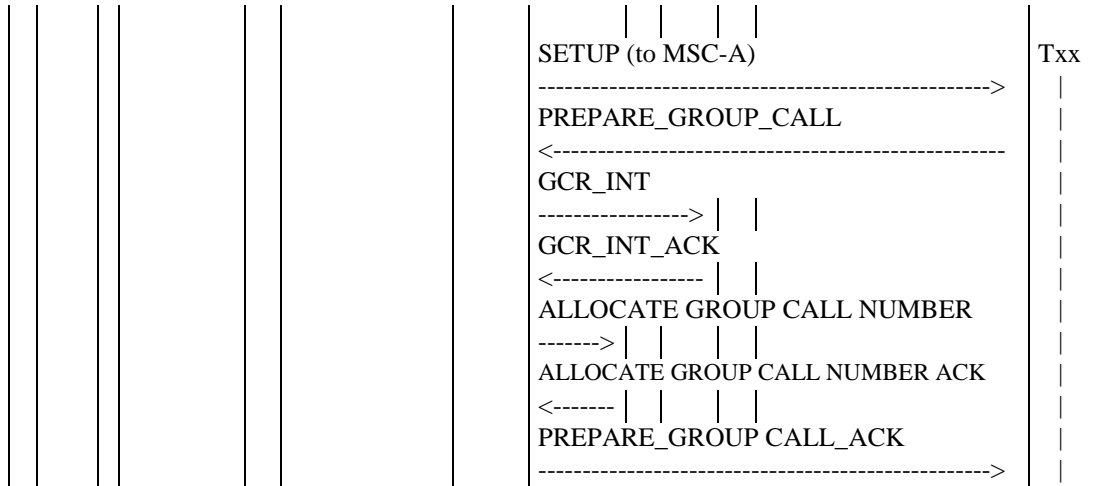 SETUP (to MSC-A) Txx
PREPARE_GROUP_CALL
GCR_INT
GCR_INT_ACK
ALLOCATE GROUP CALL NUMBER
ALLOCATE GROUP CALL NUMBER ACK
PREPARE_GROUP CALL_ACK